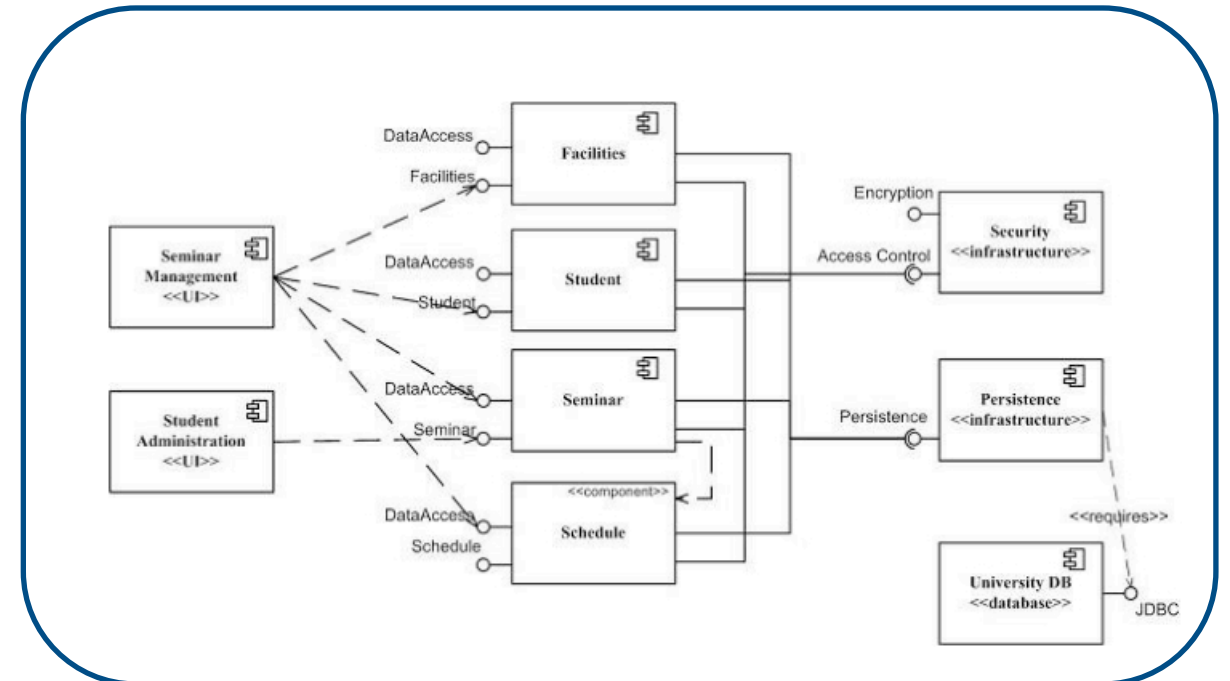 DataAccess
Facilities
Facilities
Encryption
Security
<<infrastructure>>
Access Control
Seminar
Management
<<UI>>
DataAccess
Student
Student
DataAccess
Seminar
Seminar
Student
Administration
<<UI>>
Persistence
Persistence
<<infrastructure>>
<<component>>
DataAccess
Schedule
Schedule
<<requires>>
University DB
<<database>>
JDBC